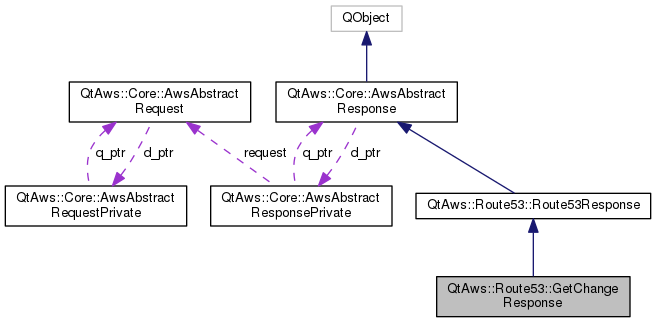 QObject
QtAws::Core::AwsAbstract
Request
QtAws::Core::AwsAbstract
Response
q_ptr
d_ptr
request
q_ptr
d_ptr
QtAws::Core::AwsAbstract
RequestPrivate
QtAws::Core::AwsAbstract
ResponsePrivate
QtAws::Route53::Route53Response
QtAws::Route53::GetChange
Response